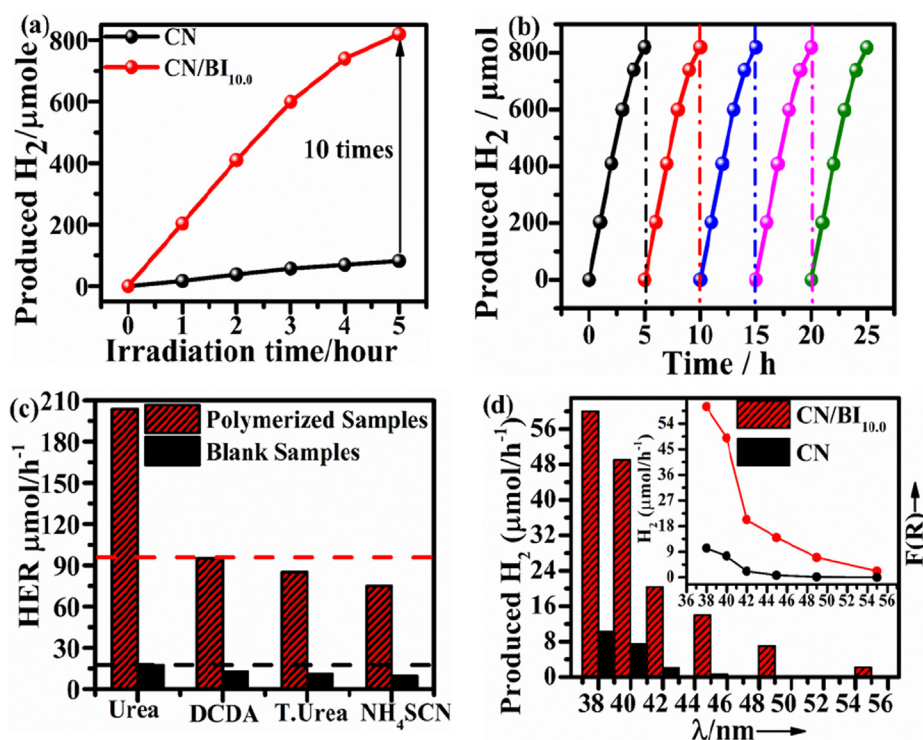 (a)
CN
CN/BI10.0
10 times
Produced H2/μmole
800
600
400
200
0
0 1 2 3 4 5
Irradiation time/hour
(b)
Produced H2 / μmol
800
600
400
200
0
0 5 10 15 20 25
Time / h
(c)
Polymerized Samples
Blank Samples
HER μmol/h-1
210
180
150
120
90
60
30
0
Urea DCDA T.Urea NH4SCN
(d)
CN/BI10.0
CN
Produced H2 (μmol/h-1)
56
48
40
32
24
16
8
0
38 40 42 44 46 48 50 52 54 56
λ/nm
H2 (μmol/h-1)
54
45
36
27
18
9
0
36 38 40 42 44 46 48 50 52 54 56
F(R)